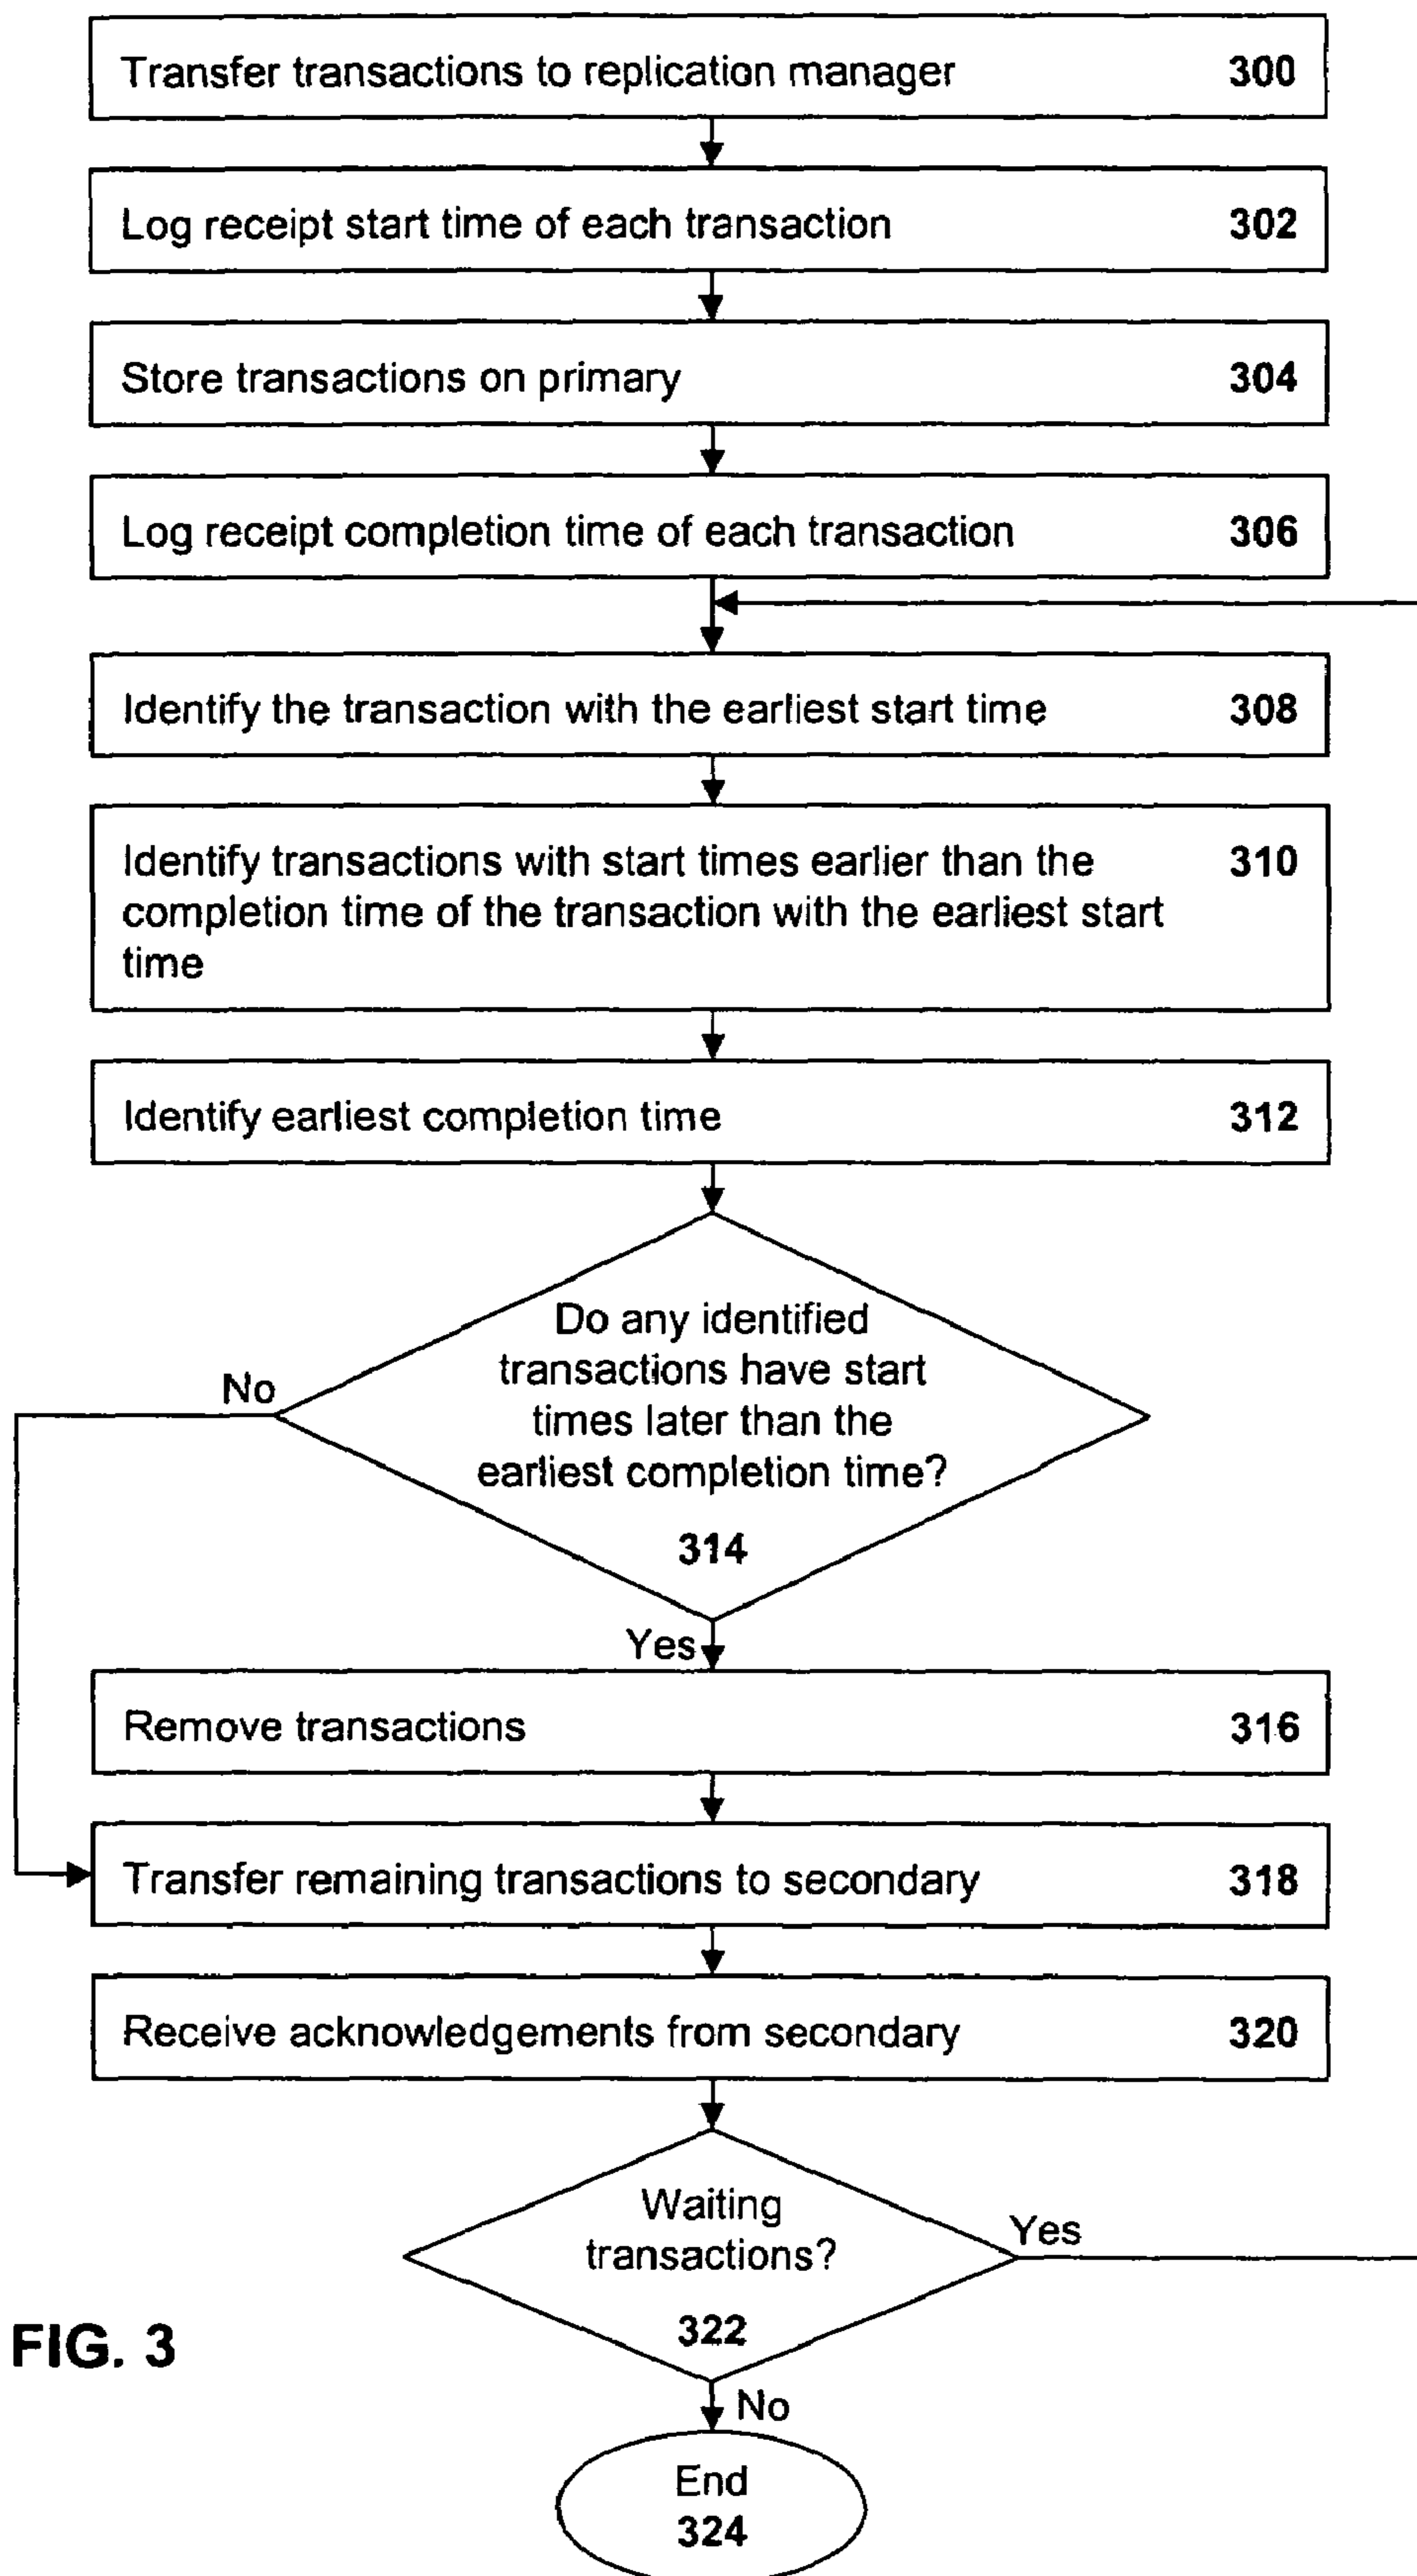 Transfer transactions to replication manager 300
Log receipt start time of each transaction 302
Store transactions on primary 304
Log receipt completion time of each transaction 306
Identify the transaction with the earliest start time 308
Identify transactions with start times earlier than the 310
completion time of the transaction with the earliest start
time
Identify earliest completion time 312
Do any identified
transactions have start
times later than the
earliest completion time?
314
No
Yes
Remove transactions 316
Transfer remaining transactions to secondary 318
Receive acknowledgements from secondary 320
Waiting
transactions?
322
Yes
No
End
324
FIG. 3